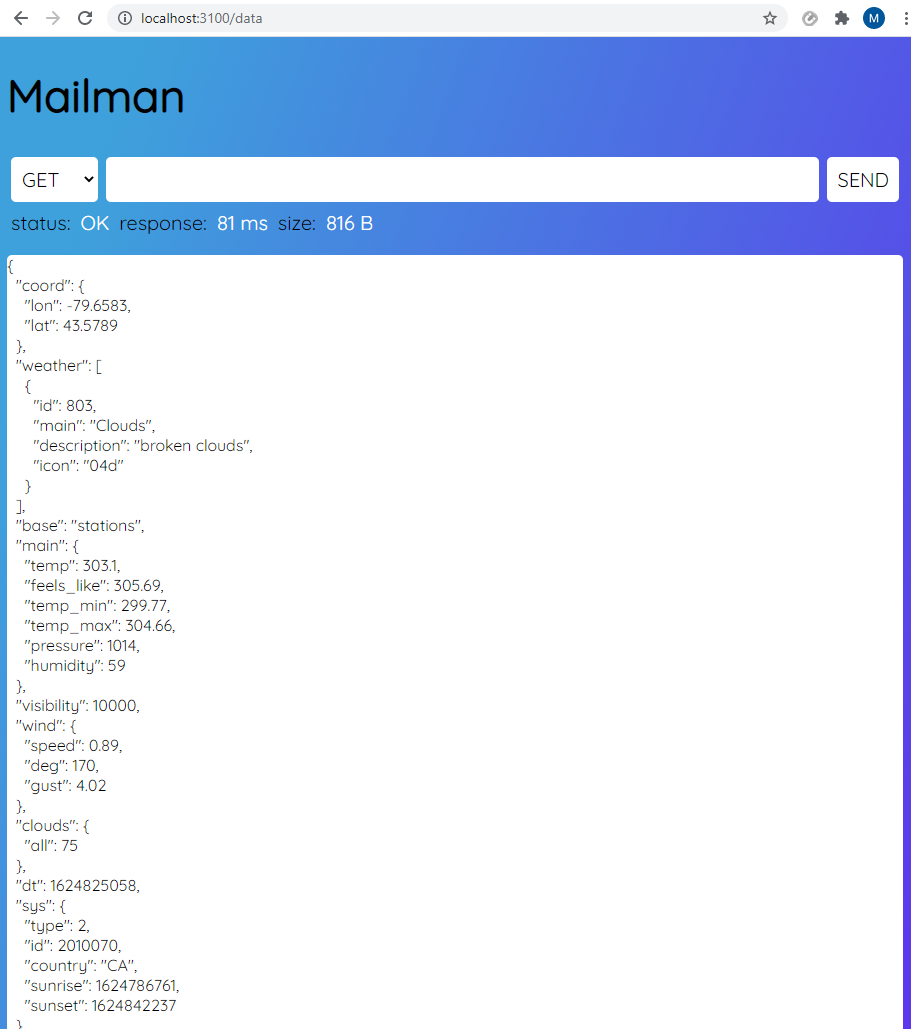 localhost:3100/data
M
Mailman
GET SEND
status: OK response: 81 ms size: 816 B
{
  "coord": {
    "lon": -79.6583,
    "lat": 43.5789
  },
  "weather": [
    {
      "id": 803,
      "main": "Clouds",
      "description": "broken clouds",
      "icon": "04d"
    }
  ],
  "base": "stations",
  "main": {
    "temp": 303.1,
    "feels_like": 305.69,
    "temp_min": 299.77,
    "temp_max": 304.66,
    "pressure": 1014,
    "humidity": 59
  },
  "visibility": 10000,
  "wind": {
    "speed": 0.89,
    "deg": 170,
    "gust": 4.02
  },
  "clouds": {
    "all": 75
  },
  "dt": 1624825058,
  "sys": {
    "type": 2,
    "id": 2010070,
    "country": "CA",
    "sunrise": 1624786761,
    "sunset": 1624842237
  }